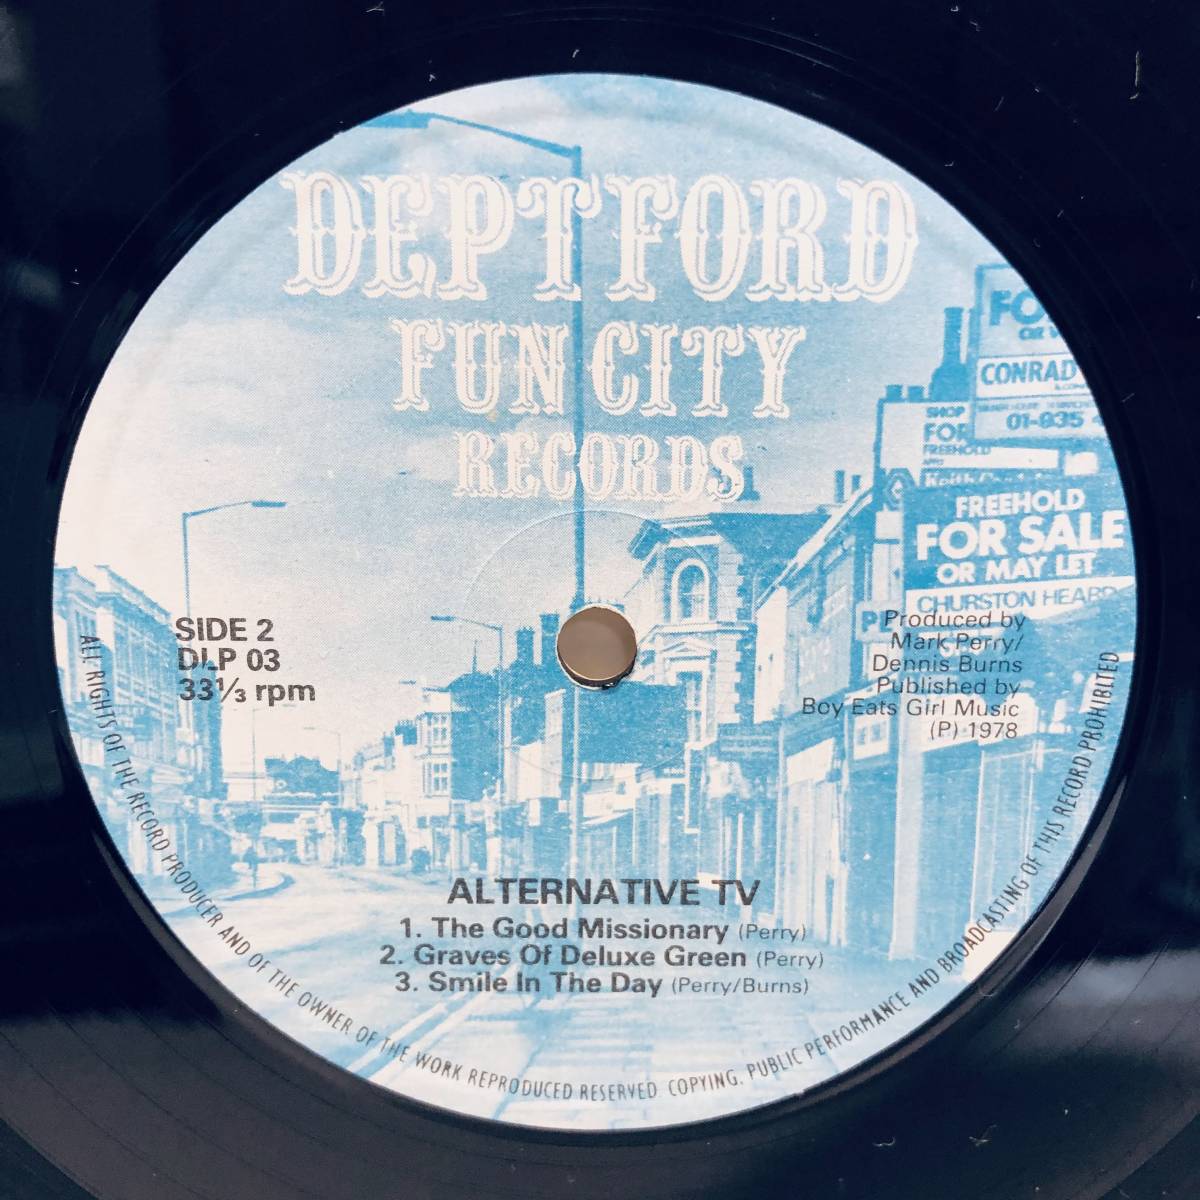 DEPTFORD
FUN CITY
RECORDS
FO
CONRAD
01-835
SHOP
FOR
FREEHOLD
FREEHOLD
FOR SALE
OR MAY LET
CHURSTON HEARD
SIDE 2
DLP 03
33⅓ rpm
Produced by
Mark Perry/
Dennis Burns
Published by
Boy Eats Girl Music
(P) 1978
ALTERNATIVE TV
1. The Good Missionary (Perry)
2. Graves Of Deluxe Green (Perry)
3. Smile In The Day (Perry/Burns)
ALL RIGHTS OF THE RECORD PRODUCER AND OF THE OWNER OF THE WORK REPRODUCED RESERVED. COPYING, PUBLIC PERFORMANCE AND BROADCASTING OF THIS RECORD PROHIBITED